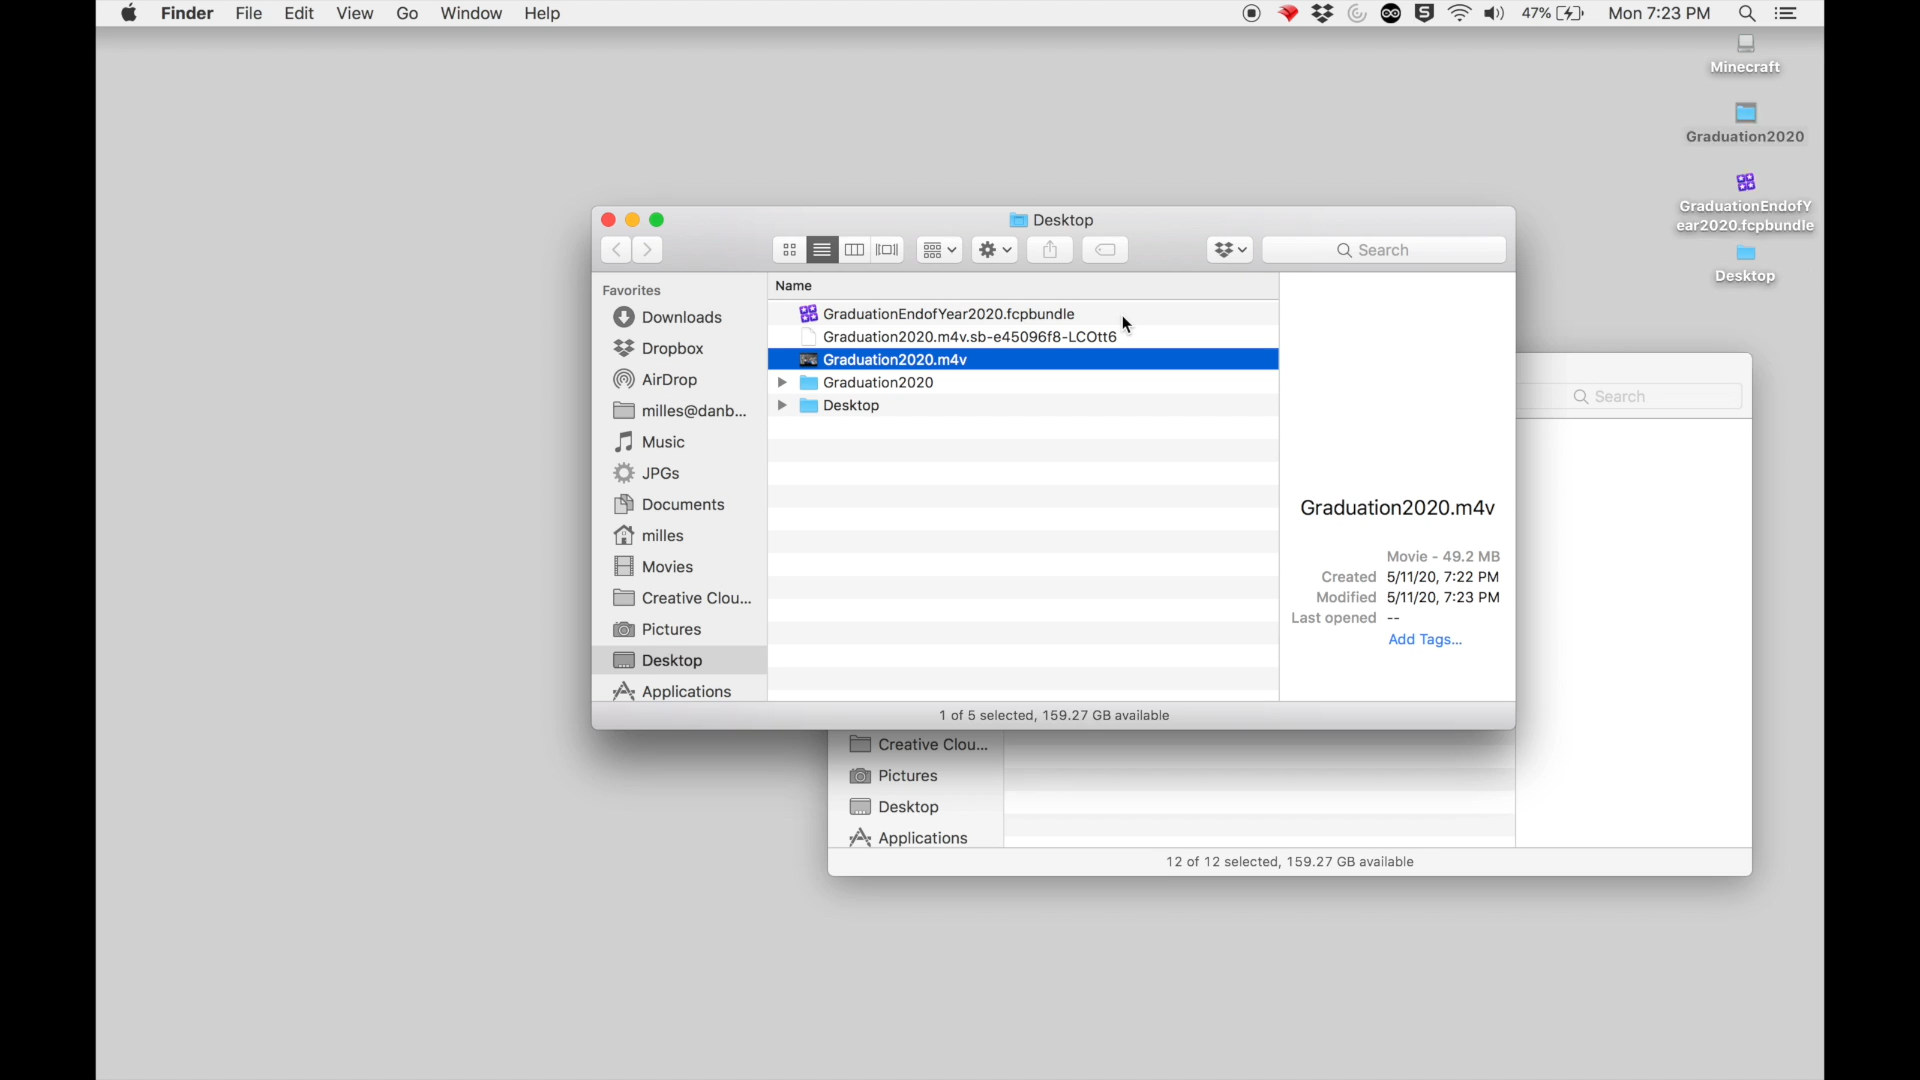 Finder File Edit View Go Window Help 47% Mon 7:23 PM
Minecraft
Graduation2020
GraduationEndofY
ear2020.fcpbundle
Desktop
Desktop
Search
Favorites
Downloads
Dropbox
AirDrop
milles@danb...
Music
JPGs
Documents
milles
Movies
Creative Clou...
Pictures
Desktop
Applications
Name
GraduationEndofYear2020.fcpbundle
Graduation2020.m4v.sb-e45096f8-LCOtt6
Graduation2020.m4v
Graduation2020
Desktop
Graduation2020.m4v
Movie - 49.2 MB
Created 5/11/20, 7:22 PM
Modified 5/11/20, 7:23 PM
Last opened --
Add Tags...
1 of 5 selected, 159.27 GB available
Search
Creative Clou...
Pictures
Desktop
Applications
12 of 12 selected, 159.27 GB available